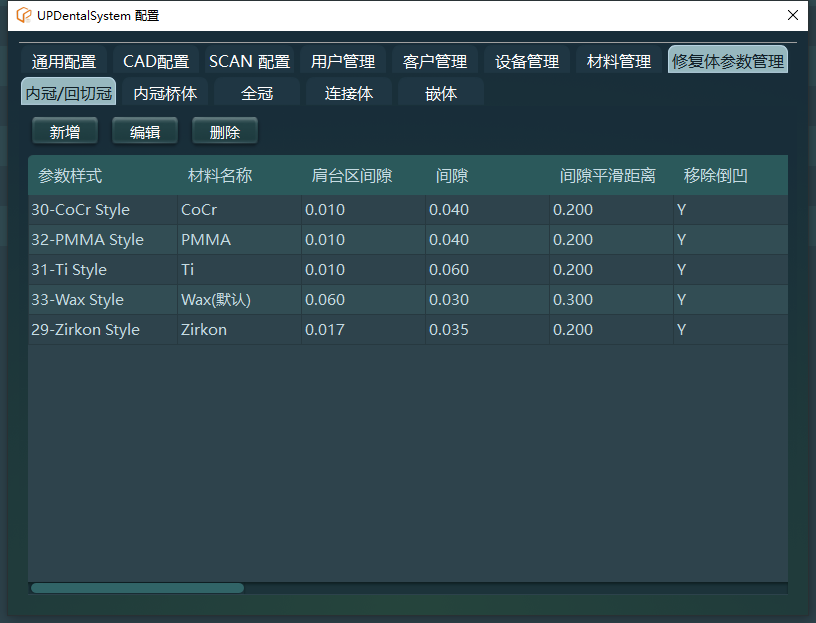 UPDentalSystem 配置
通用配置 CAD配置 SCAN 配置 用户管理 客户管理 设备管理 材料管理 修复体参数管理
内冠/回切冠 内冠桥体 全冠 连接体 嵌体
新增 编辑 删除
参数样式 材料名称 肩台区间隙 间隙 间隙平滑距离 移除倒凹
30-CoCr Style CoCr 0.010 0.040 0.200 Y
32-PMMA Style PMMA 0.010 0.040 0.200 Y
31-Ti Style Ti 0.010 0.060 0.200 Y
33-Wax Style Wax(默认) 0.060 0.030 0.300 Y
29-Zirkon Style Zirkon 0.017 0.035 0.200 Y